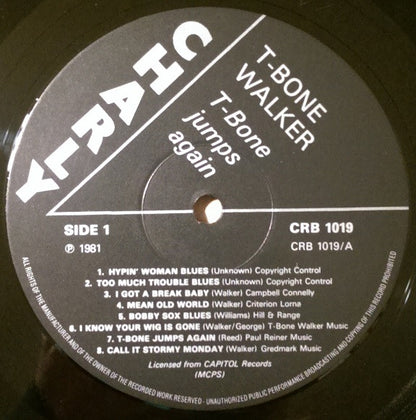 CHARLY
T-BONE
WALKER
T-Bone
jumps
again
SIDE 1
℗ 1981
CRB 1019
CRB 1019/A
1. HYPIN' WOMAN BLUES (Unknown) Copyright Control
2. TOO MUCH TROUBLE BLUES (Unknown) Copyright Control
3. I GOT A BREAK BABY (Walker) Campbell Connelly
4. MEAN OLD WORLD (Walker) Criterion Lorna
5. BOBBY SOX BLUES (Williams) Hill & Range
6. I KNOW YOUR WIG IS GONE (Walker/George) T-Bone Walker Music
7. T-BONE JUMPS AGAIN (Reed) Paul Reiner Music
8. CALL IT STORMY MONDAY (Walker) Gredmark Music
Licensed from CAPITOL Records
(MCPS)
ALL RIGHTS OF THE MANUFACTURER AND OF THE OWNER OF THE RECORDED WORK RESERVED · UNAUTHORIZED PUBLIC PERFORMANCE BROADCASTING AND COPYING OF THIS RECORD PROHIBITED